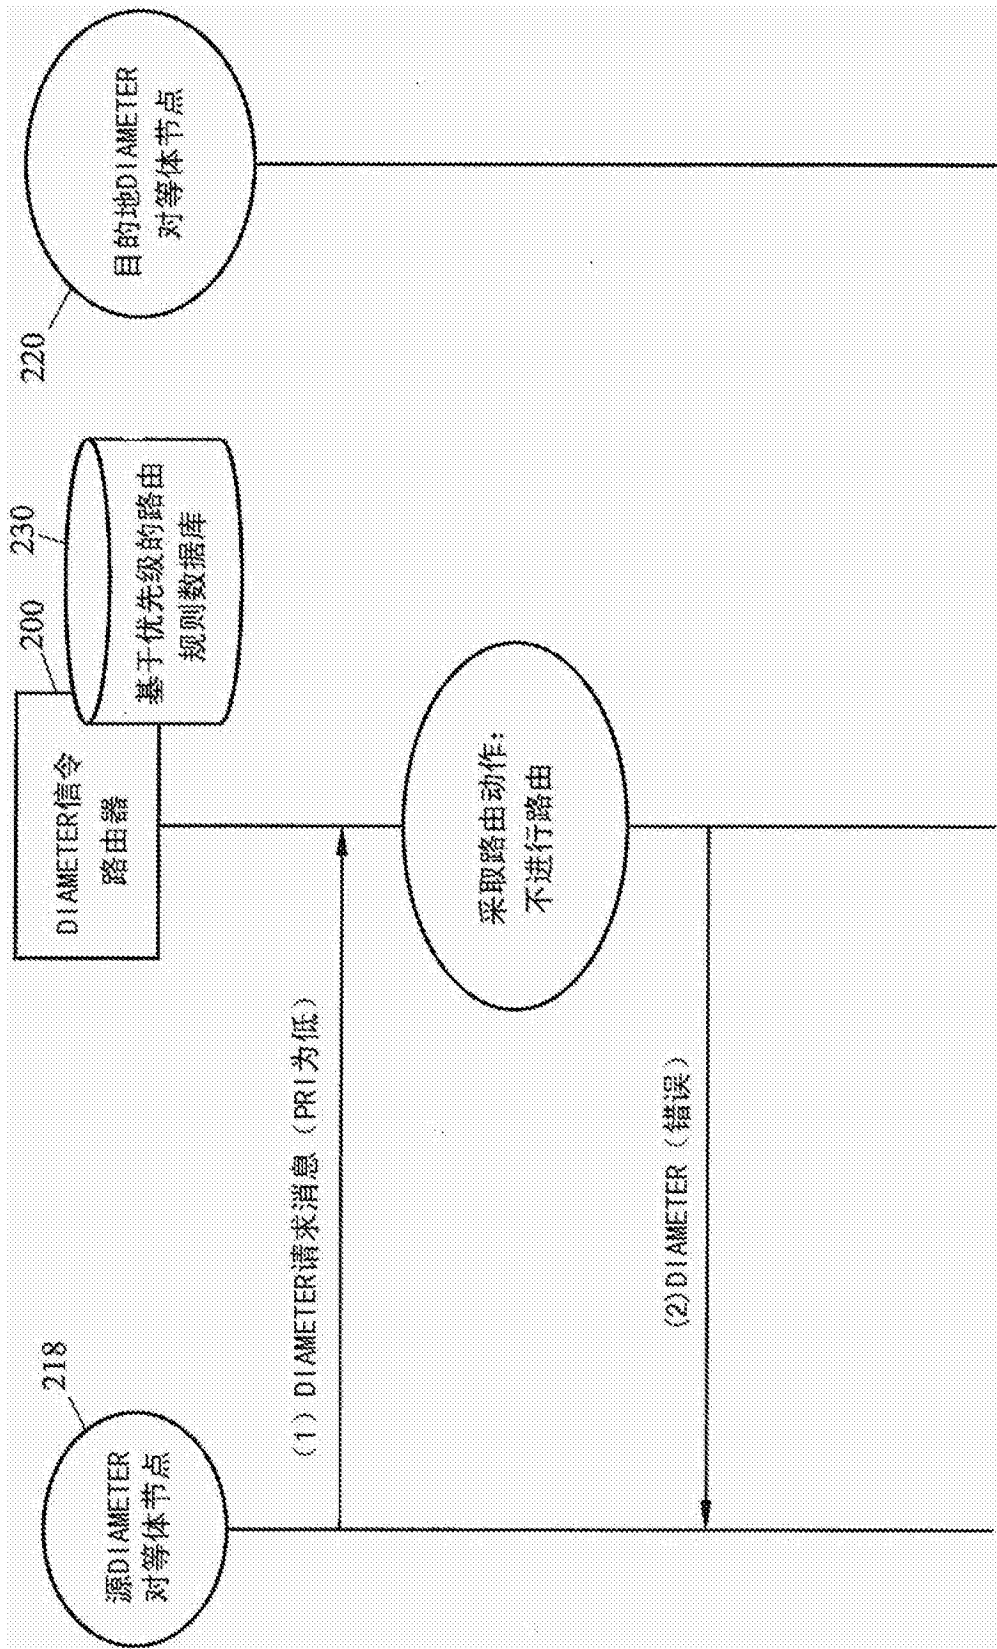 218
源DIAMETER
对等体节点
200
DIAMETER信令
路由器
230
基于优先级的路由
规则数据库
220
目的地DIAMETER
对等体节点
(1) DIAMETER请求消息 (PRI为低)
采取路由动作:
不进行路由
(2)DIAMETER (错误)